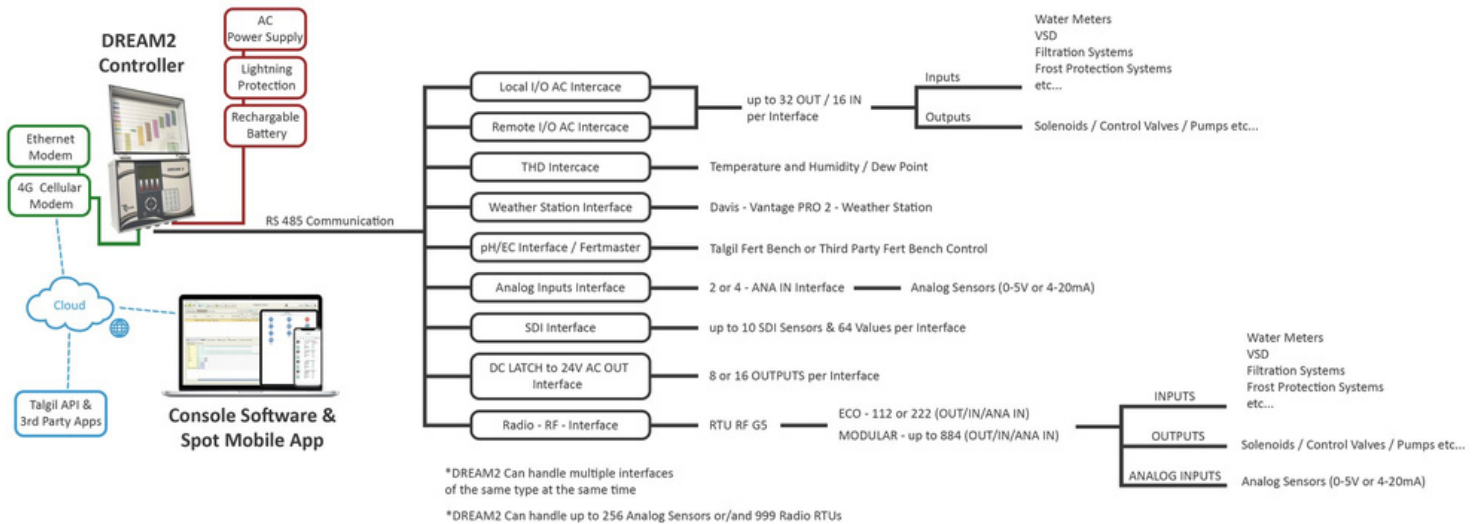 DREAM2
Controller
AC
Power Supply
Lightning
Protection
Rechargable
Battery
Ethernet
Modem
4G Cellular
Modem
RS 485 Communication
Cloud
Talgil API &
3rd Party Apps
Console Software &
Spot Mobile App
Local I/O AC Intercace
Remote I/O AC Intercace
up to 32 OUT / 16 IN
per Interface
Inputs
Water Meters
VSD
Filtration Systems
Frost Protection Systems
etc...
Outputs
Solenoids / Control Valves / Pumps etc...
THD Intercace
Temperature and Humidity / Dew Point
Weather Station Interface
Davis - Vantage PRO 2 - Weather Station
pH/EC Interface / Fertmaster
Talgil Fert Bench or Third Party Fert Bench Control
Analog Inputs Interface
2 or 4 - ANA IN Interface
Analog Sensors (0-5V or 4-20mA)
SDI Interface
up to 10 SDI Sensors & 64 Values per Interface
DC LATCH to 24V AC OUT
Interface
8 or 16 OUTPUTS per Interface
Radio - RF - Interface
RTU RF G5
ECO - 112 or 222 (OUT/IN/ANA IN)
MODULAR - up to 884 (OUT/IN/ANA IN)
INPUTS
Water Meters
VSD
Filtration Systems
Frost Protection Systems
etc...
OUTPUTS
Solenoids / Control Valves / Pumps etc...
ANALOG INPUTS
Analog Sensors (0-5V or 4-20mA)
*DREAM2 Can handle multiple interfaces
of the same type at the same time
*DREAM2 Can handle up to 256 Analog Sensors or/and 999 Radio RTUs